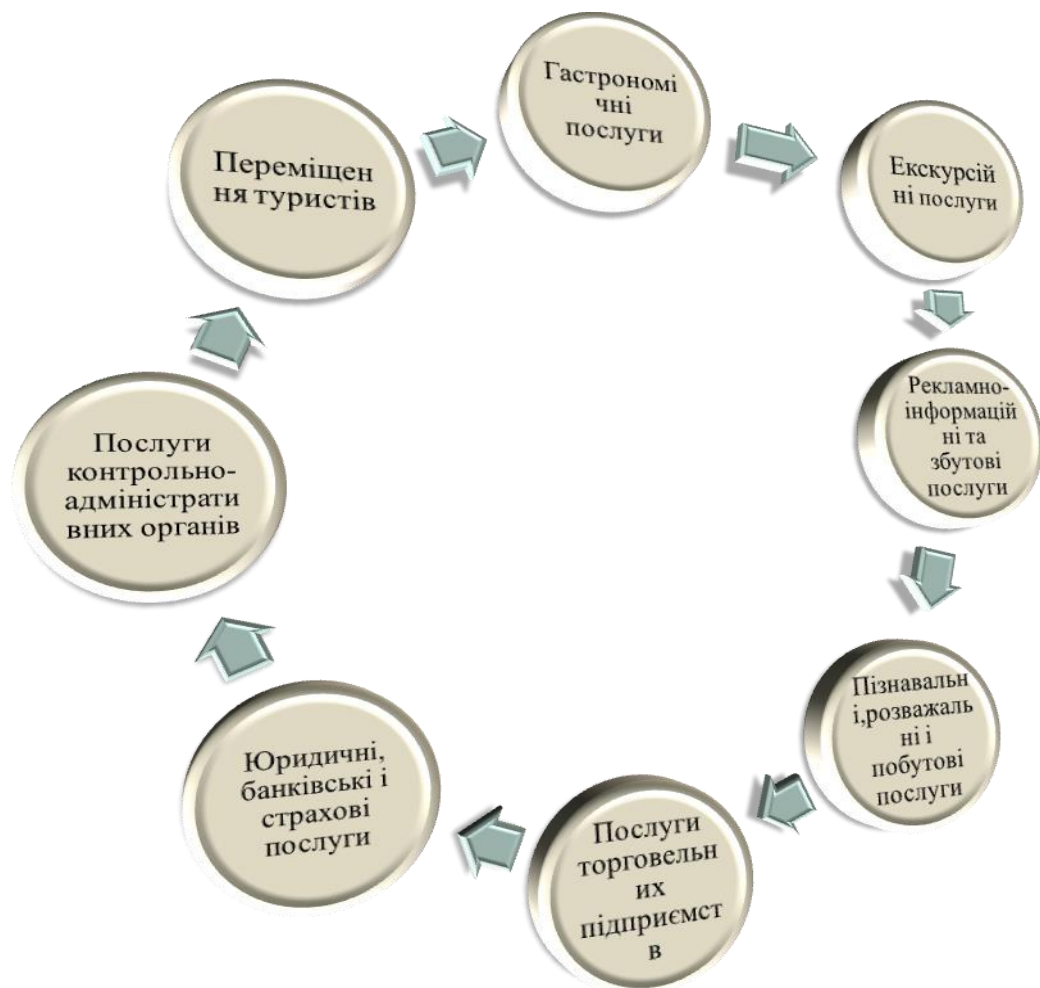 Гастрономі
чні
послуги
Екскурсій
ні послуги
Рекламно-
інформацій
ні та
збутові
послуги
Пізнавальн
і,розважаль
ні і
побутові
послуги
Послуги
торговельн
их
підприємст
в
Юридичні,
банківські і
страхові
послуги
Послуги
контрольно-
адміністрати
вних органів
Переміщен
ня туристів